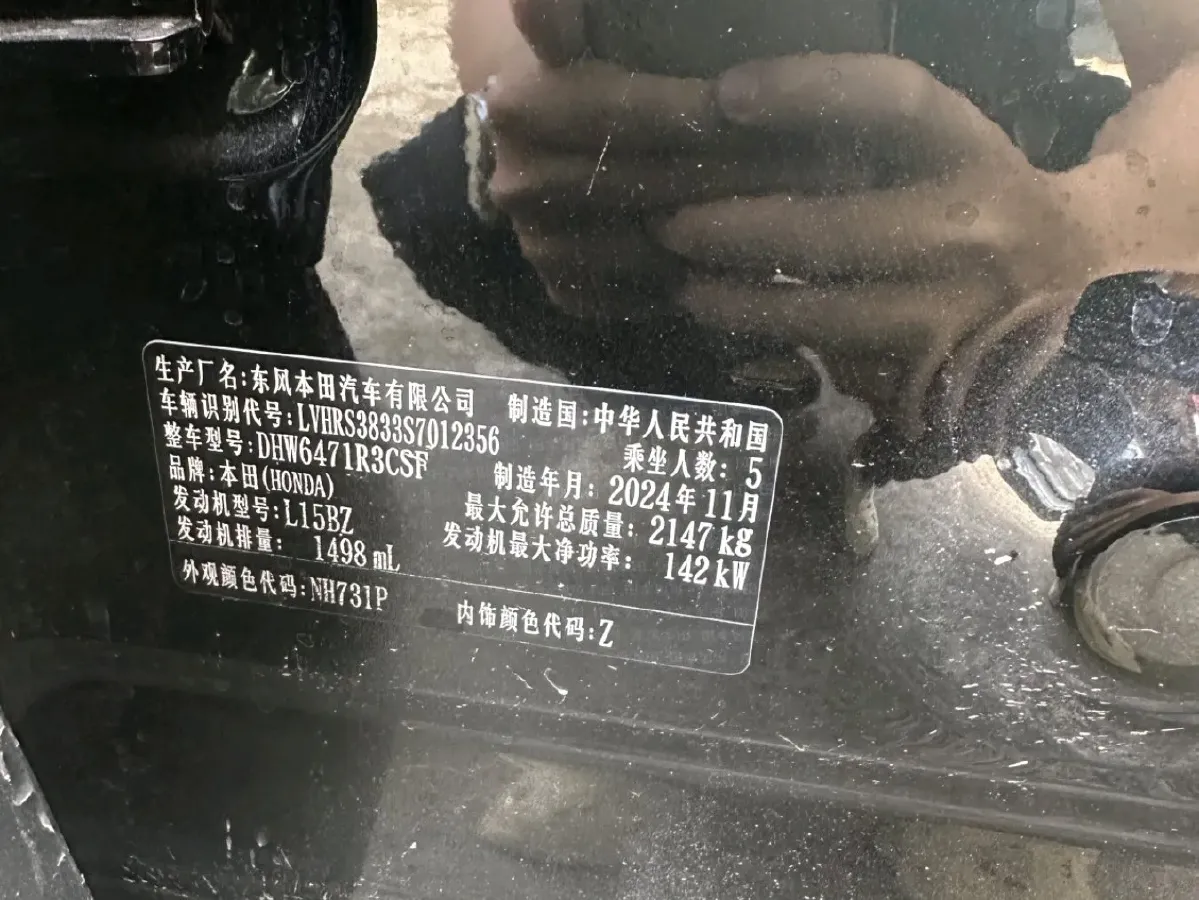 生产厂名:东风本田汽车有限公司 制造国:中华人民共和国
车辆识别代号:LVHRS3833S7012356 乘坐人数: 5
整车型号:DHW6471R3CSF 制造年月: 2024年11月
品牌:本田(HONDA) 最大允许总质量: 2147kg
发动机型号:L15BZ 发动机最大净功率: 142kW
发动机排量: 1498mL
外观颜色代码:NH731P 内饰颜色代码:Z